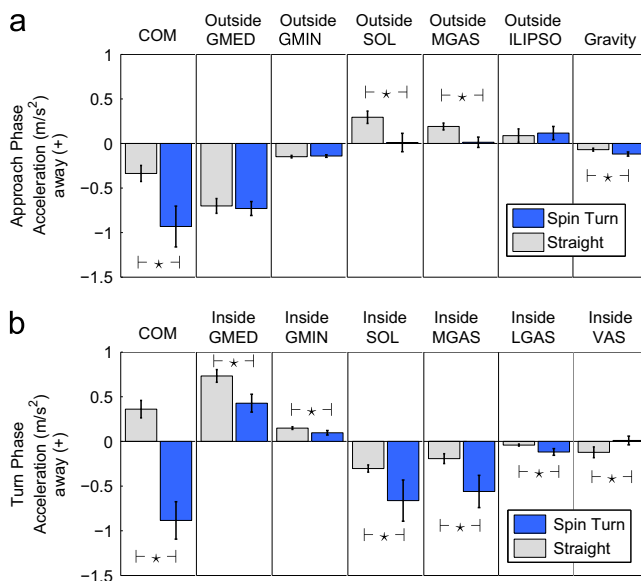 a
COM
Outside GMED
Outside GMIN
Outside SOL
Outside MGAS
Outside ILIPSO
Gravity
Approach Phase
Acceleration (m/s²)
away (+)
1
0.5
0
−0.5
−1
−1.5
Spin Turn
Straight
b
COM
Inside GMED
Inside GMIN
Inside SOL
Inside MGAS
Inside LGAS
Inside VAS
Turn Phase
Acceleration (m/s²)
away (+)
1
0.5
0
−0.5
−1
−1.5
Spin Turn
Straight